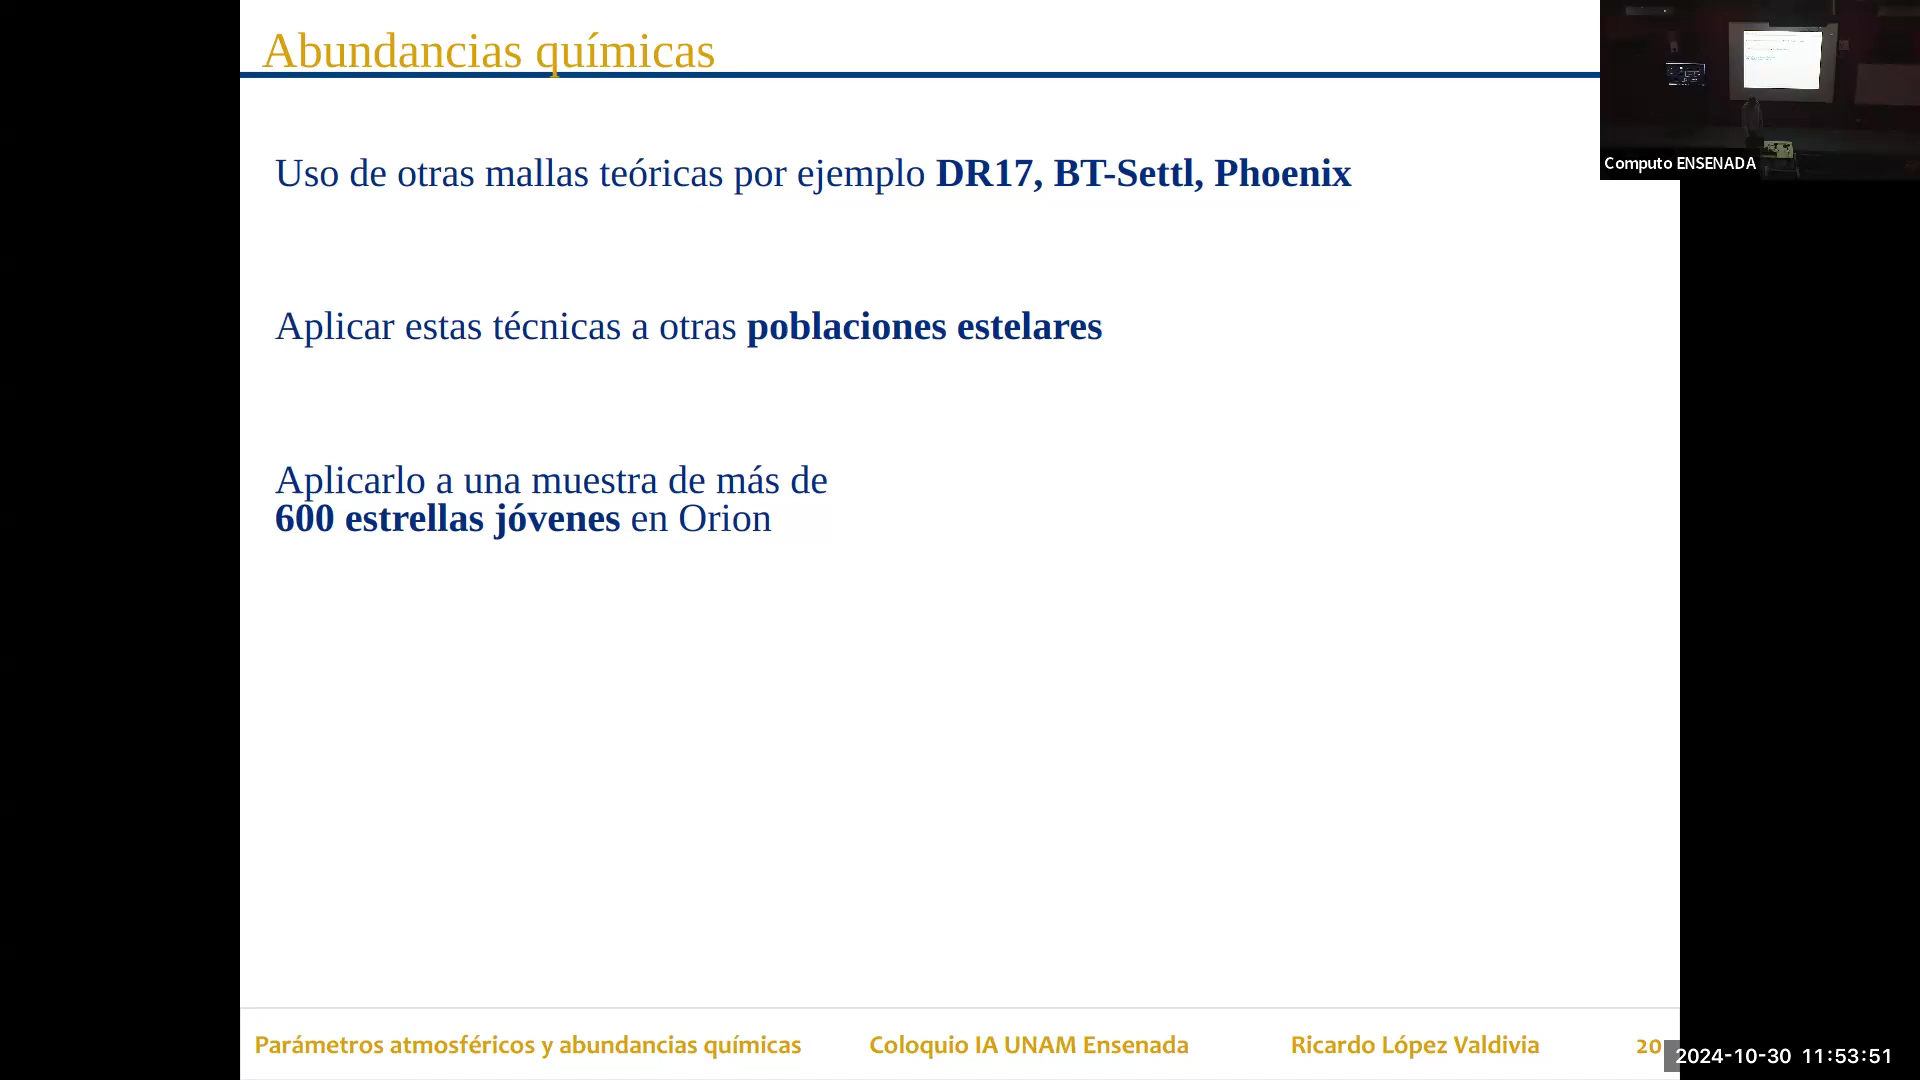 Abundancias químicas
Computo ENSENADA
Uso de otras mallas teóricas por ejemplo DR17, BT-Settl, Phoenix
Aplicar estas técnicas a otras poblaciones estelares
Aplicarlo a una muestra de más de
600 estrellas jóvenes en Orion
Parámetros atmosféricos y abundancias químicas Coloquio IA UNAM Ensenada Ricardo López Valdivia 20
2024-10-30 11:53:51